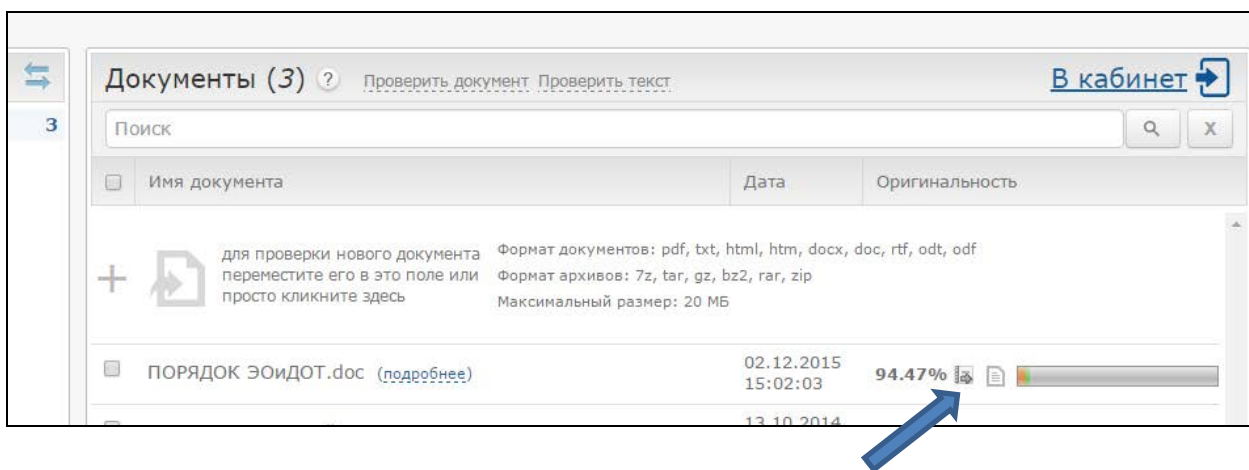 Документы (3) ? Проверить документ Проверить текст В кабинет
3
Поиск X
Имя документа Дата Оригинальность
для проверки нового документа
переместите его в это поле или
просто кликните здесь
Формат документов: pdf, txt, html, htm, docx, doc, rtf, odt, odf
Формат архивов: 7z, tar, gz, bz2, rar, zip
Максимальный размер: 20 МБ
ПОРЯДОК ЭОиДОТ.doc (подробнее)
02.12.2015
15:02:03
94.47%
13.10.2014